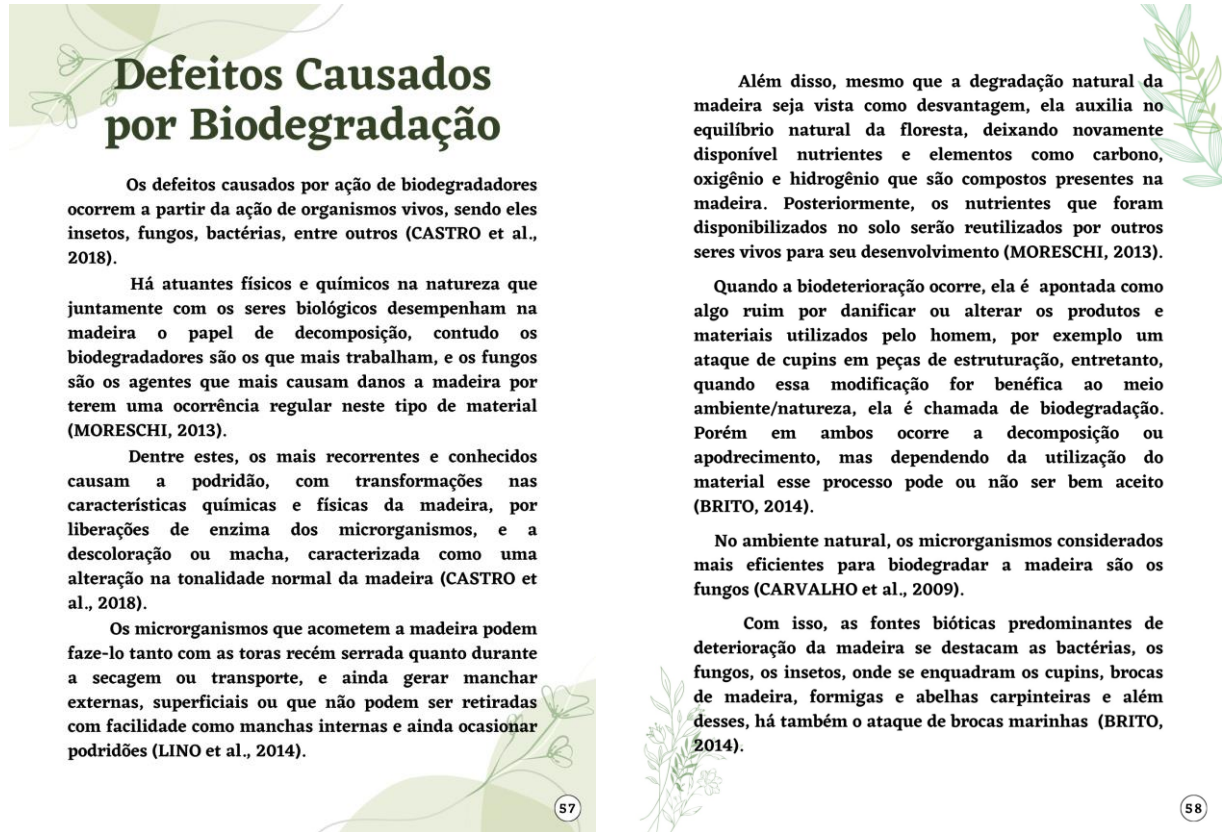 Defeitos Causados
por Biodegradação
Os defeitos causados por ação de biodegradadores
ocorrem a partir da ação de organismos vivos, sendo eles
insetos, fungos, bactérias, entre outros (CASTRO et al.,
2018).
Há atuantes físicos e químicos na natureza que
juntamente com os seres biológicos desempenham na
madeira o papel de decomposição, contudo os
biodegradadores são os que mais trabalham, e os fungos
são os agentes que mais causam danos a madeira por
terem uma ocorrência regular neste tipo de material
(MORESCHI, 2013).
Dentre estes, os mais recorrentes e conhecidos
causam a podridão, com transformações nas
características químicas e físicas da madeira, por
liberações de enzima dos microrganismos, e a
descoloração ou macha, caracterizada como uma
alteração na tonalidade normal da madeira (CASTRO et
al., 2018).
Os microrganismos que acometem a madeira podem
faze-lo tanto com as toras recém serrada quanto durante
a secagem ou transporte, e ainda gerar manchar
externas, superficiais ou que não podem ser retiradas
com facilidade como manchas internas e ainda ocasionar
podridões (LINO et al., 2014).
57
Além disso, mesmo que a degradação natural da
madeira seja vista como desvantagem, ela auxilia no
equilíbrio natural da floresta, deixando novamente
disponível nutrientes e elementos como carbono,
oxigênio e hidrogênio que são compostos presentes na
madeira. Posteriormente, os nutrientes que foram
disponibilizados no solo serão reutilizados por outros
seres vivos para seu desenvolvimento (MORESCHI, 2013).
Quando a biodeterioração ocorre, ela é apontada como
algo ruim por danificar ou alterar os produtos e
materiais utilizados pelo homem, por exemplo um
ataque de cupins em peças de estruturação, entretanto,
quando essa modificação for benéfica ao meio
ambiente/natureza, ela é chamada de biodegradação.
Porém em ambos ocorre a decomposição ou
apodrecimento, mas dependendo da utilização do
material esse processo pode ou não ser bem aceito
(BRITO, 2014).
No ambiente natural, os microrganismos considerados
mais eficientes para biodegradar a madeira são os
fungos (CARVALHO et al., 2009).
Com isso, as fontes bióticas predominantes de
deterioração da madeira se destacam as bactérias, os
fungos, os insetos, onde se enquadram os cupins, brocas
de madeira, formigas e abelhas carpinteiras e além
desses, há também o ataque de brocas marinhas (BRITO,
2014).
58